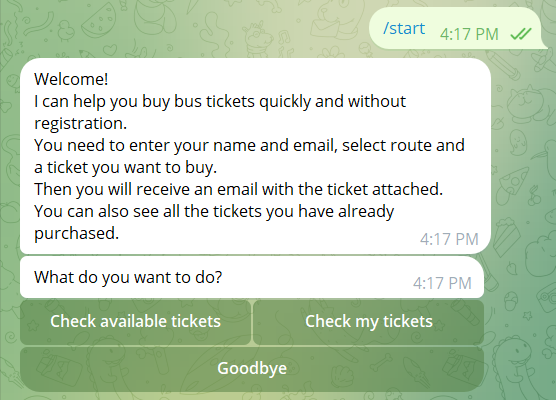 /start 4:17 PM
Welcome!
I can help you buy bus tickets quickly and without
registration.
You need to enter your name and email, select route and
a ticket you want to buy.
Then you will receive an email with the ticket attached.
You can also see all the tickets you have already
purchased.
4:17 PM
What do you want to do? 4:17 PM
Check available tickets Check my tickets
Goodbye